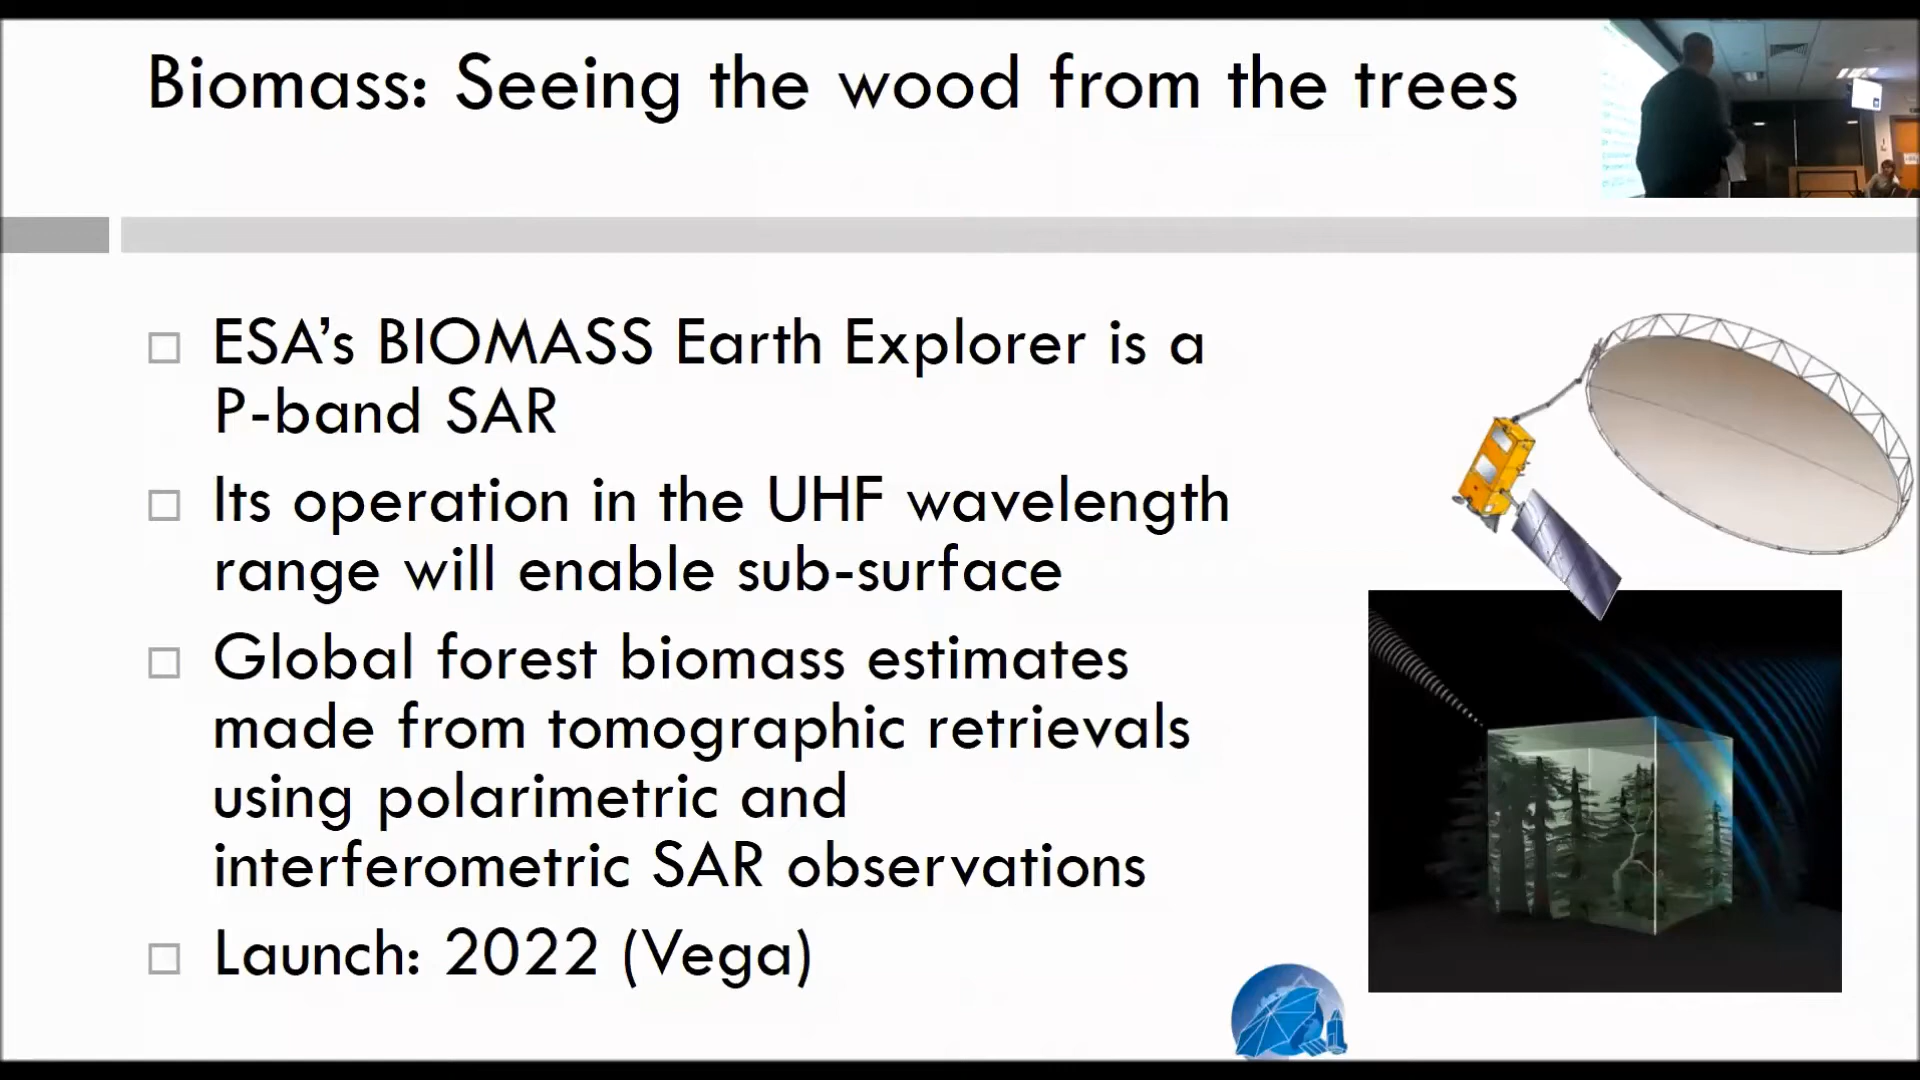 Biomass: Seeing the wood from the trees
ESA's BIOMASS Earth Explorer is a
P-band SAR
Its operation in the UHF wavelength
range will enable sub-surface
Global forest biomass estimates
made from tomographic retrievals
using polarimetric and
interferometric SAR observations
Launch: 2022 (Vega)